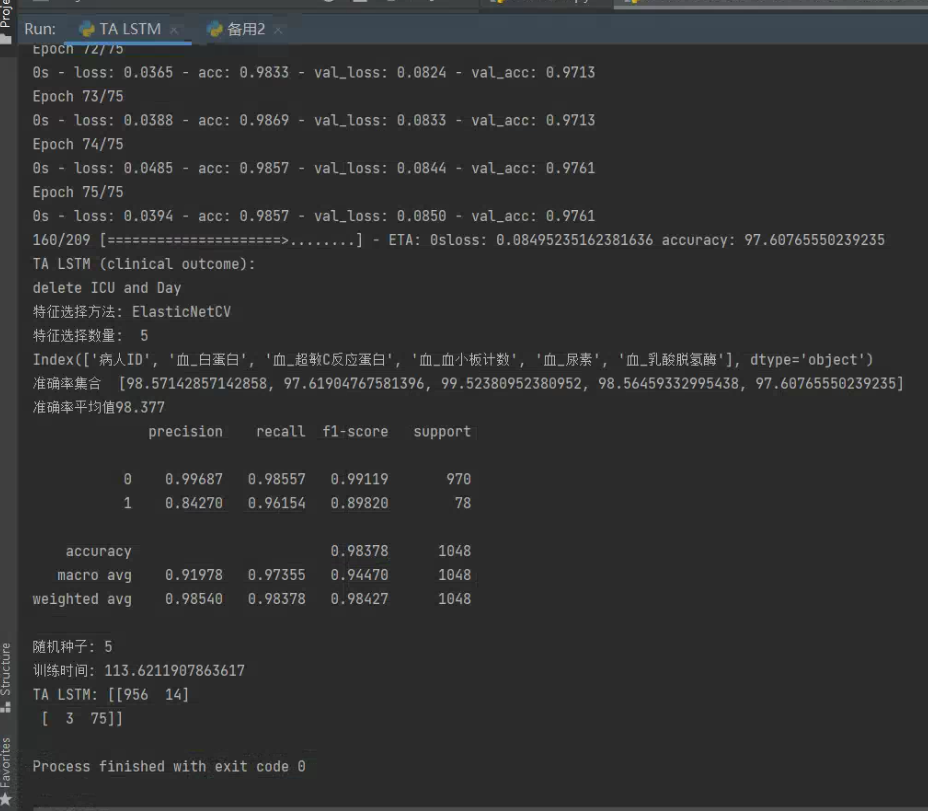 Run:
TA LSTM
备用2
Epoch 72/75
0s - loss: 0.0365 - acc: 0.9833 - val_loss: 0.0824 - val_acc: 0.9713
Epoch 73/75
0s - loss: 0.0388 - acc: 0.9869 - val_loss: 0.0833 - val_acc: 0.9713
Epoch 74/75
0s - loss: 0.0485 - acc: 0.9857 - val_loss: 0.0844 - val_acc: 0.9761
Epoch 75/75
0s - loss: 0.0394 - acc: 0.9857 - val_loss: 0.0850 - val_acc: 0.9761
160/209 [=====================>........] - ETA: 0sloss: 0.08495235162381636 accuracy: 97.60765550239235
TA LSTM (clinical outcome):
delete ICU and Day
特征选择方法: ElasticNetCV
特征选择数量:  5
Index(['病人ID', '血_白蛋白', '血_超敏C反应蛋白', '血_血小板计数', '血_尿素', '血_乳酸脱氢酶'], dtype='object')
准确率集合  [98.57142857142858, 97.61904767581396, 99.52380952380952, 98.56459332995438, 97.60765550239235]
准确率平均值98.377
precision    recall  f1-score   support
0    0.99687   0.98557   0.99119       970
1    0.84270   0.96154   0.89820        78
accuracy                        0.98378      1048
macro avg    0.91978   0.97355   0.94470      1048
weighted avg    0.98540   0.98378   0.98427      1048
随机种子: 5
训练时间: 113.6211907863617
TA LSTM: [[956  14]
[  3  75]]
Process finished with exit code 0
Structure
Favorites